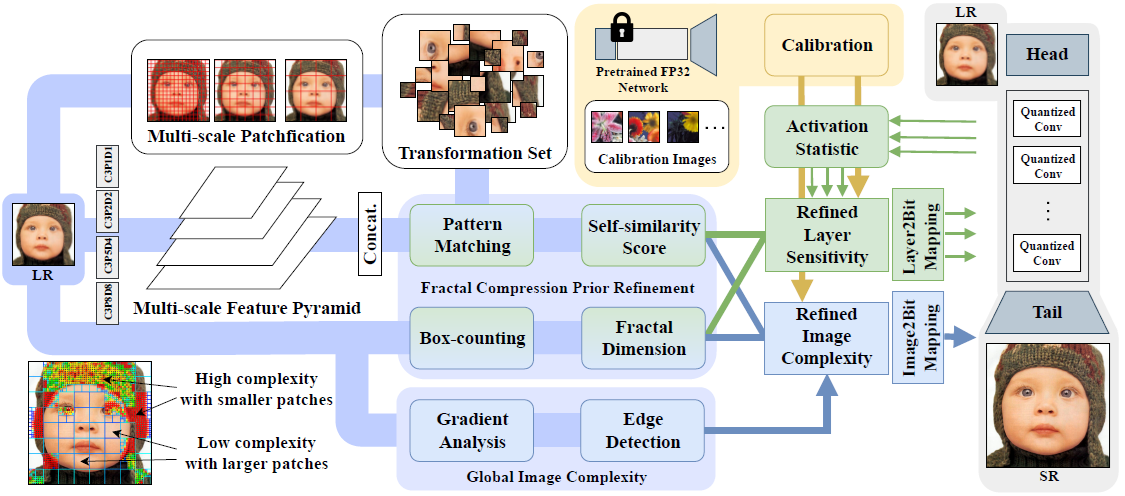 Multi-scale Patchfication
Transformation Set
Pretrained FP32
Network
Calibration Images
...
Calibration
LR
Head
Activation
Statistic
Quantized
Conv
Quantized
Conv
...
Quantized
Conv
C3P1D1
C3P2D2
C3P5D4
C3P8D8
LR
Multi-scale Feature Pyramid
Concat.
Pattern
Matching
Self-similarity
Score
Refined
Layer
Sensitivity
Layer2Bit
Mapping
Fractal Compression Prior Refinement
Box-counting
Fractal
Dimension
Refined
Image
Complexity
Image2Bit
Mapping
Tail
High complexity
with smaller patches
Low complexity
with larger patches
Gradient
Analysis
Edge
Detection
Global Image Complexity
SR